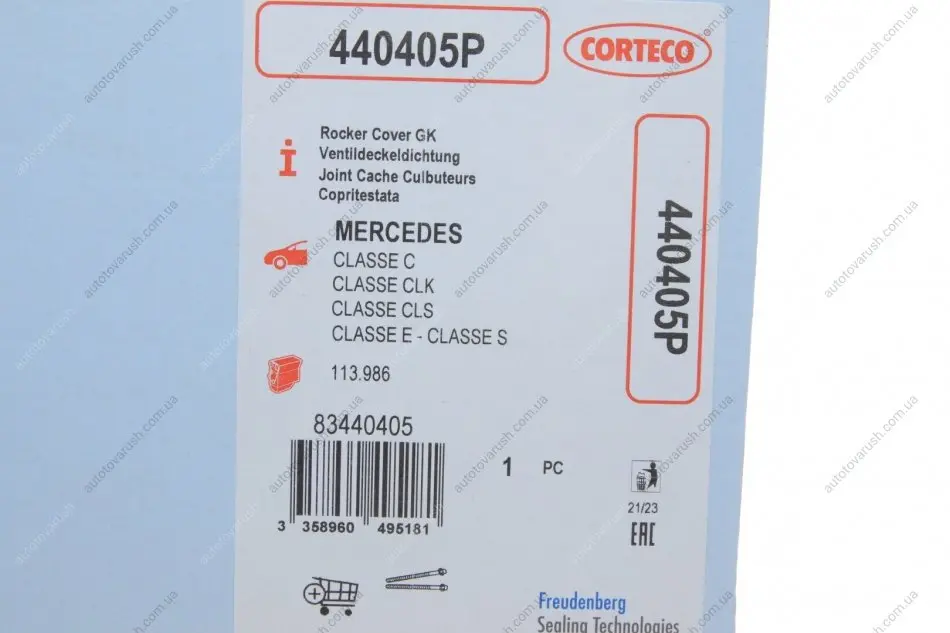 440405P
CORTECO
i
Rocker Cover GK
Ventildeckeldichtung
Joint Cache Culbuteurs
Copritestata
MERCEDES
CLASSE C
CLASSE CLK
CLASSE CLS
CLASSE E - CLASSE S
113.986
440405P
83440405
3 358960 495181
1 PC
21/23
EAC
Freudenberg
Sealing Technologies
autotovarush.com.ua